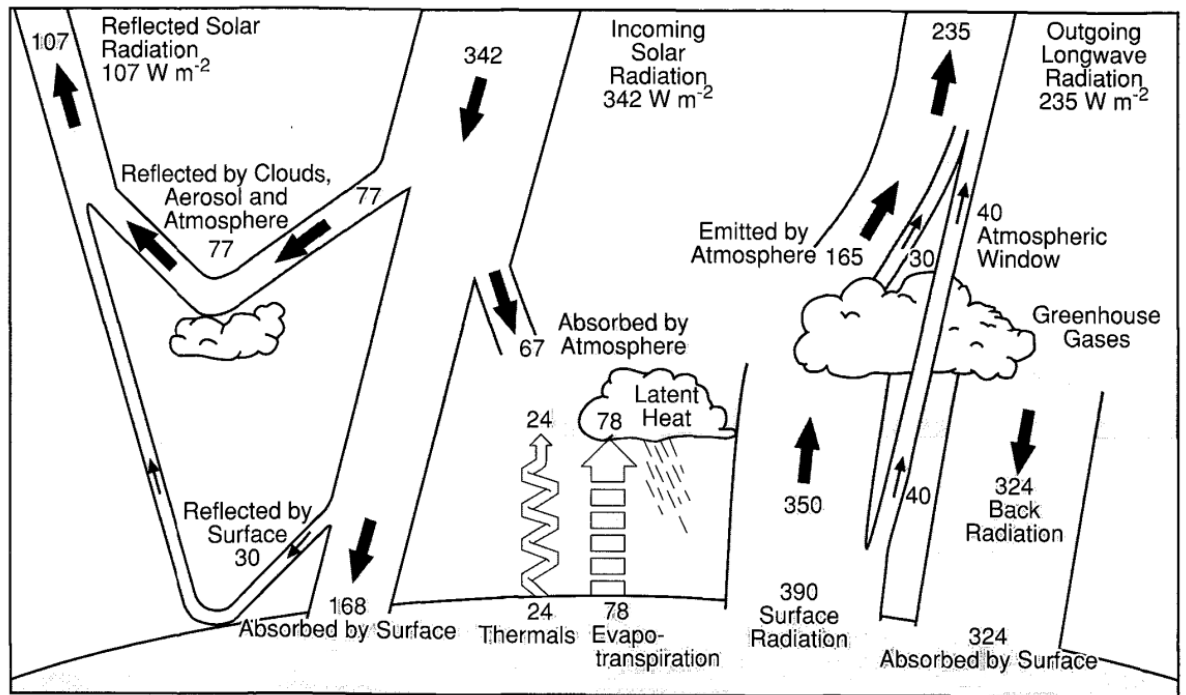 107
Reflected Solar
Radiation
107 W m-2
342
Incoming
Solar
Radiation
342 W m-2
235
Outgoing
Longwave
Radiation
235 W m-2
Reflected by Clouds,
Aerosol and
Atmosphere
77
77
Emitted by
Atmosphere 165
30
40
Atmospheric
Window
Greenhouse
Gases
67
Absorbed by
Atmosphere
24
78
Latent
Heat
350
40
324
Back
Radiation
Reflected by
Surface
30
168
Absorbed by Surface
24
Thermals
78
Evapo-
transpiration
390
Surface
Radiation
324
Absorbed by Surface